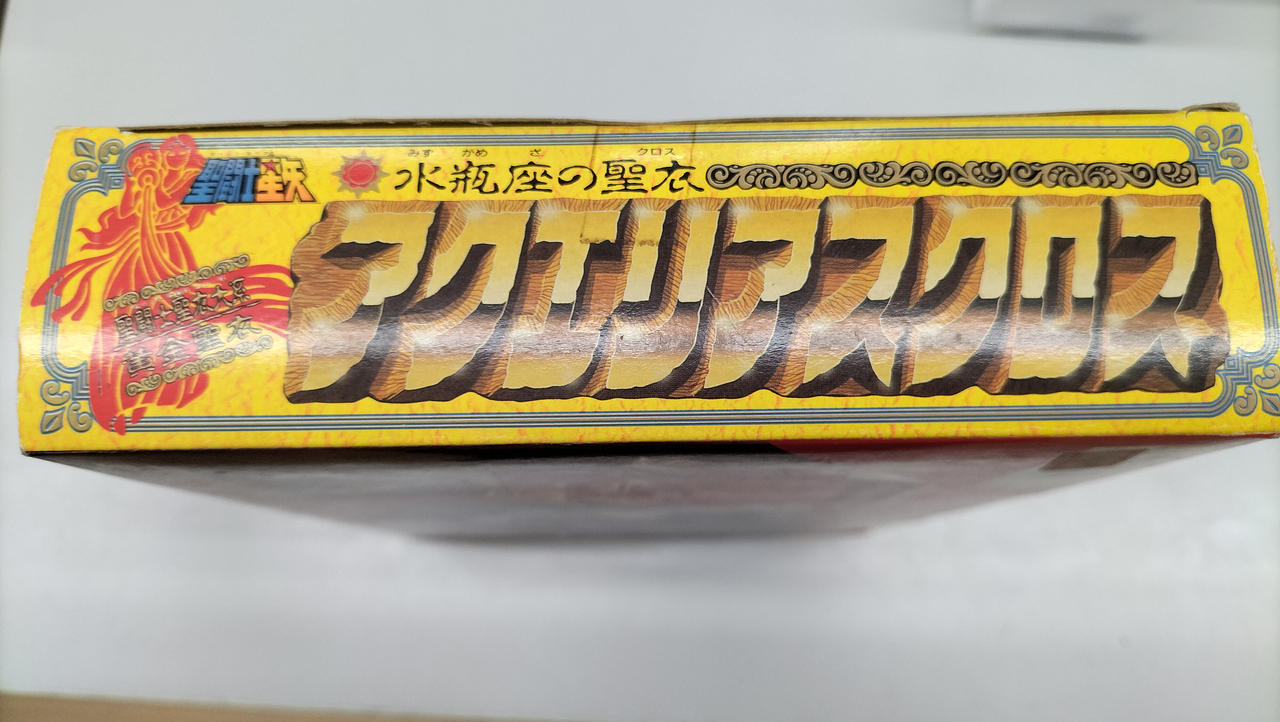 聖闘士星矢
みずがめざ クロス
水瓶座の聖衣
アクエリアスクロス
聖闘士聖衣大系
黄金聖衣